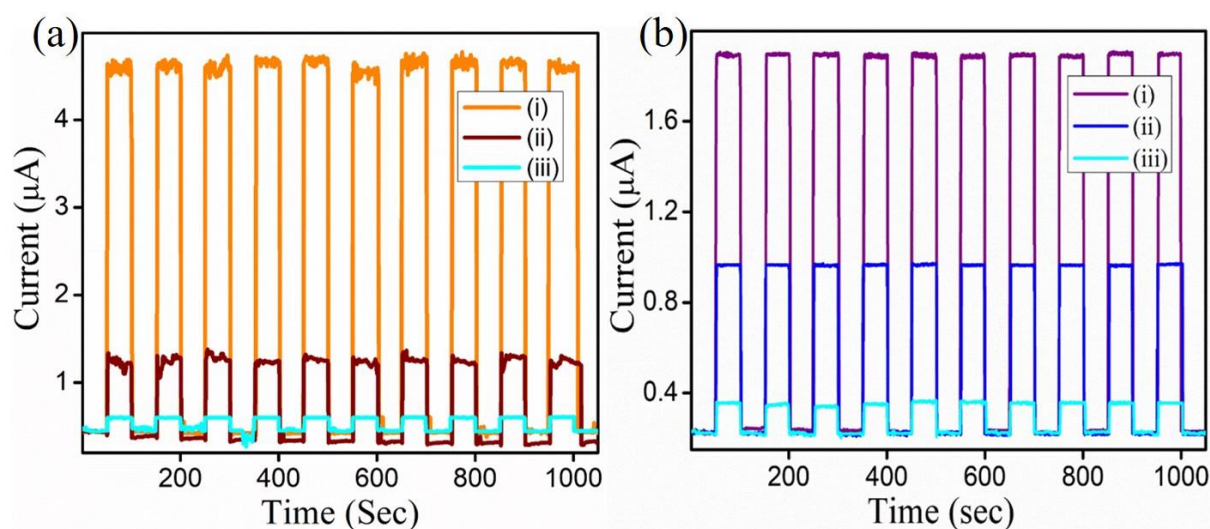 (a)
Current (μA)
4
3
2
1
(i)
(ii)
(iii)
200 400 600 800 1000
Time (Sec)
(b)
Current (μA)
1.6
1.2
0.8
0.4
(i)
(ii)
(iii)
200 400 600 800 1000
Time (sec)